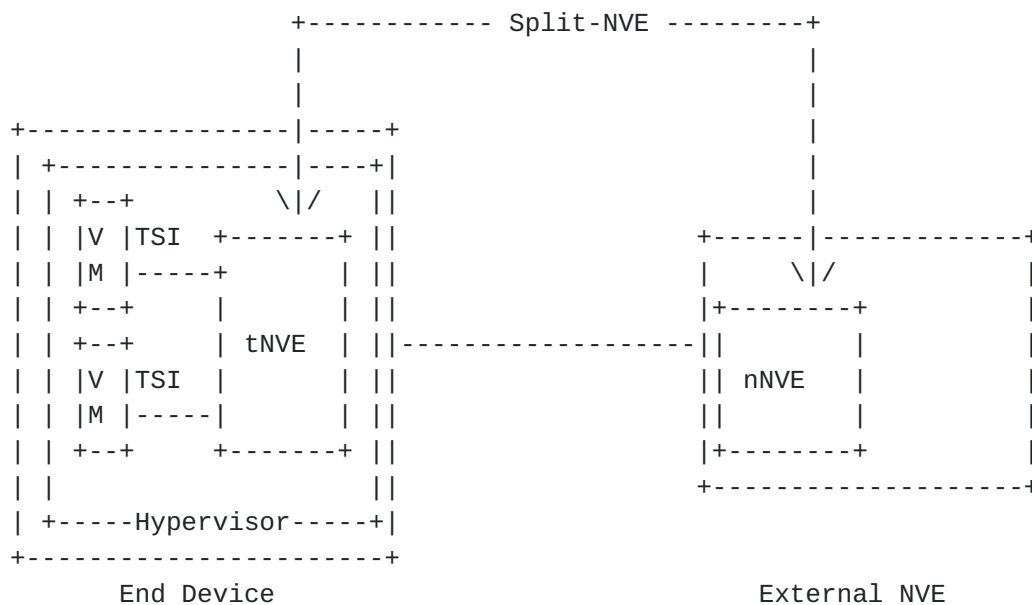 +------------ Split-NVE ---------+
|                                |
|                                |
+-----------------|-----+                          |
| +---------------|----+|                          |
| | +--+         \|/   ||                          |
| | |V |TSI  +-------+ ||                   +------|-------------+
| | |M |-----+       | ||                   |     \|/            |
| | +--+     |       | ||                   |+--------+          |
| | +--+     | tNVE  | ||-------------------||        |          |
| | |V |TSI  |       | ||                   || nNVE   |          |
| | |M |-----|       | ||                   ||        |          |
| | +--+     +-------+ ||                   |+--------+          |
| |                    ||                   +--------------------+
| +-----Hypervisor-----+|
+-----------------------+
End Device                               External NVE